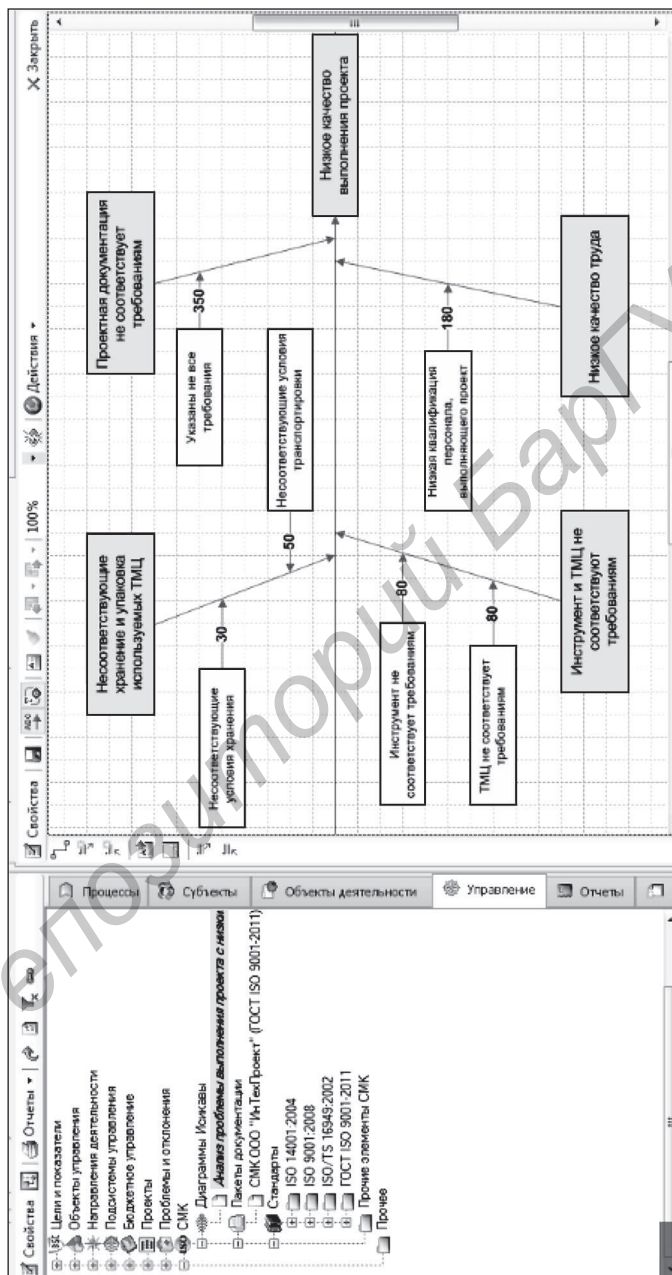 Свойства
Отчеты
Цели и показатели
Объекты управления
Направления деятельности
Подсистемы управления
Бюджетное управление
Проекты
Проблемы и отклонения
СМК
Диаграммы Исикавы
Анализ проблемы выполнения проекта с низки
Пакеты документации
СМК ООО "ИнТехПроект" (ГОСТ ISO 9001-2011)
Стандарты
ISO 14001:2004
ISO 9001:2008
ISO/TS 16949:2002
ГОСТ ISO 9001-2011
Прочие элементы СМК
Прочее
Процессы
Субъекты
Объекты деятельности
Управление
Отчеты
Свойства
100%
Действия
Закрыть
Несоответствующие
хранение и упаковка
используемых ТМЦ
Проектная документация
не соответствует
требованиям
Несоответствующие
условия хранения
30
Несоответствующие условия
транспортировки
50
Указаны не все
требования
350
Низкое качество
выполнения проекта
Инструмент не
соответствует требованиям
80
ТМЦ не соответствует
требованиям
80
Низкая квалификация
персонала,
выполняющего проект
180
Инструмент и ТМЦ не
соответствуют
требованиям
Низкое качество труда
епозиторий БарГУ